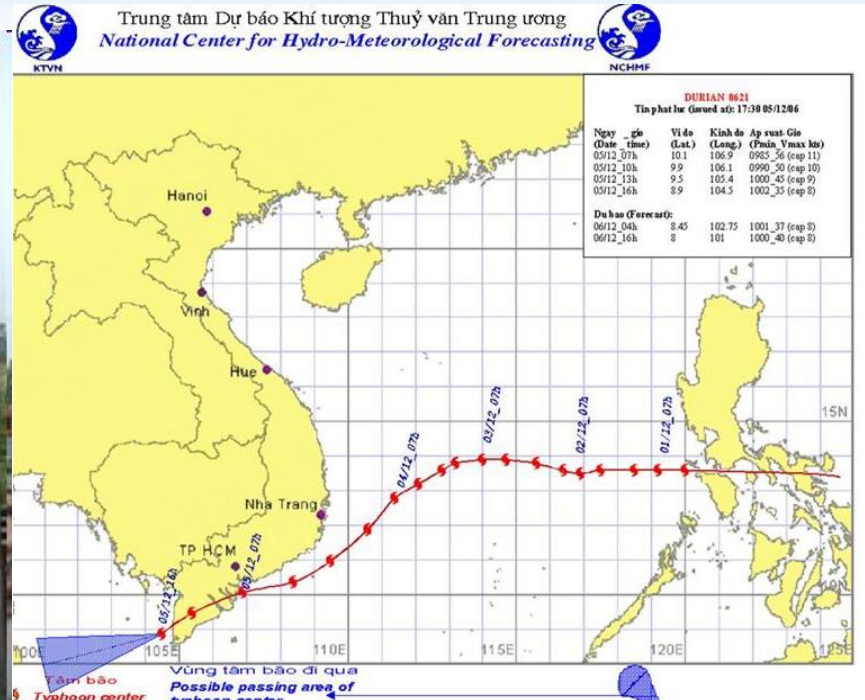 Trung tâm Dự báo Khí tượng Thuỷ văn Trung ương
National Center for Hydro-Meteorological Forecasting
KTVN
NCHMF
DURIAN 0621
Tin phat luc (issued at): 17:30 05/12/06
Ngay _ gio Vi do Kinh do Ap suat-Gio
(Date _ time) (Lat.) (Long.) (Pmin_Vmax kts)
05/12_07h 10.1 106.9 0985_56 (cap 11)
05/12_10h 9.9 106.1 0990_50 (cap 10)
05/12_13h 9.5 105.4 1000_45 (cap 9)
05/12_16h 8.9 104.5 1002_35 (cap 8)
Du bao (Forecast):
06/12_04h 8.45 102.75 1001_37 (cap 8)
06/12_16h 8 101 1000_40 (cap 8)
Hanoi
Vinh
Hue
15N
04/12_07h
03/12_07h
02/12_07h
01/12_07h
Nha Trang
TP HCM
05/12_07h
05/12_16h
10N
100E
105E
110E
115E
120E
125E
Tâm bão
Typhoon center
Vùng tâm bão đi qua
Possible passing area of
typhoon center